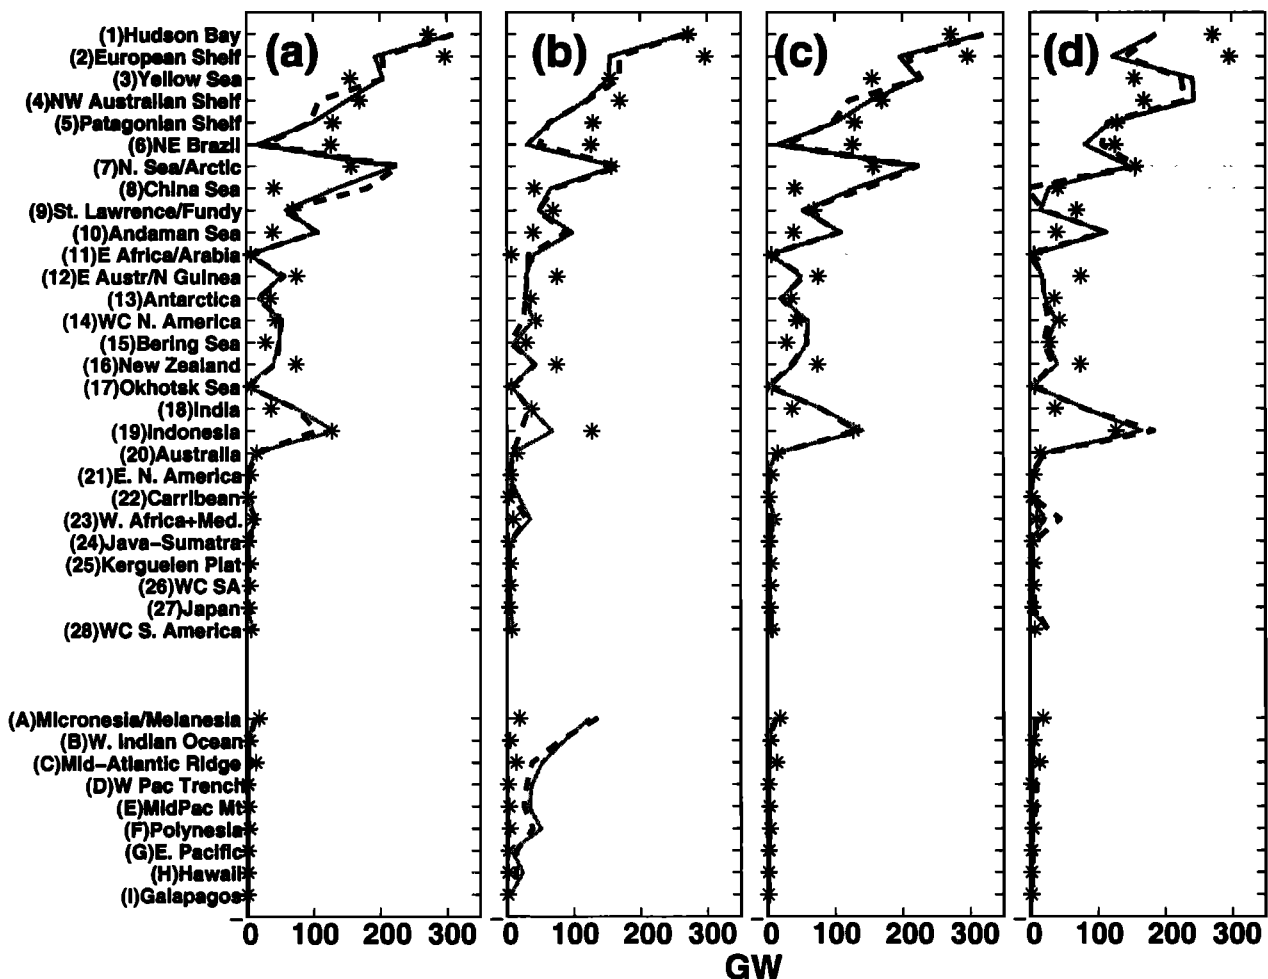 (a) (b) (c) (d)
(1)Hudson Bay
(2)European Shelf
(3)Yellow Sea
(4)NW Australian Shelf
(5)Patagonian Shelf
(6)NE Brazil
(7)N. Sea/Arctic
(8)China Sea
(9)St. Lawrence/Fundy
(10)Andaman Sea
(11)E Africa/Arabia
(12)E Austr/N Guinea
(13)Antarctica
(14)WC N. America
(15)Bering Sea
(16)New Zealand
(17)Okhotsk Sea
(18)India
(19)Indonesia
(20)Australia
(21)E. N. America
(22)Carribean
(23)W. Africa+Med.
(24)Java-Sumatra
(25)Kerguelen Plat
(26)WC SA
(27)Japan
(28)WC S. America
(A)Micronesia/Melanesia
(B)W. Indian Ocean
(C)Mid-Atlantic Ridge
(D)W Pac Trench
(E)MidPac Mt
(F)Polynesia
(G)E. Pacific
(H)Hawaii
(I)Galapagos
0 100 200 300 0 100 200 300 0 100 200 300 0 100 200 300
GW